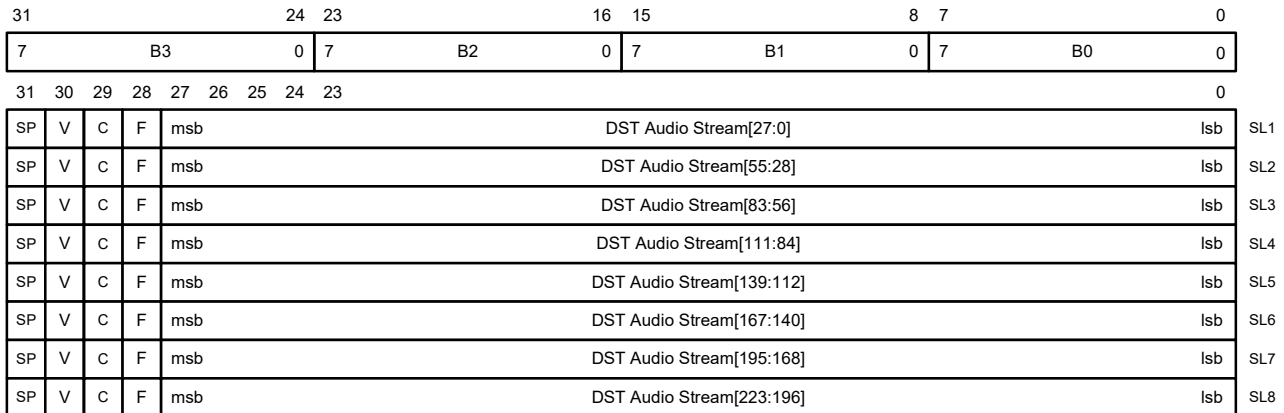 31 24 23 16 15 8 7 0
7 B3 0 7 B2 0 7 B1 0 7 B0 0
31 30 29 28 27 26 25 24 23 0
SP V C F msb DST Audio Stream[27:0] lsb SL1
SP V C F msb DST Audio Stream[55:28] lsb SL2
SP V C F msb DST Audio Stream[83:56] lsb SL3
SP V C F msb DST Audio Stream[111:84] lsb SL4
SP V C F msb DST Audio Stream[139:112] lsb SL5
SP V C F msb DST Audio Stream[167:140] lsb SL6
SP V C F msb DST Audio Stream[195:168] lsb SL7
SP V C F msb DST Audio Stream[223:196] lsb SL8